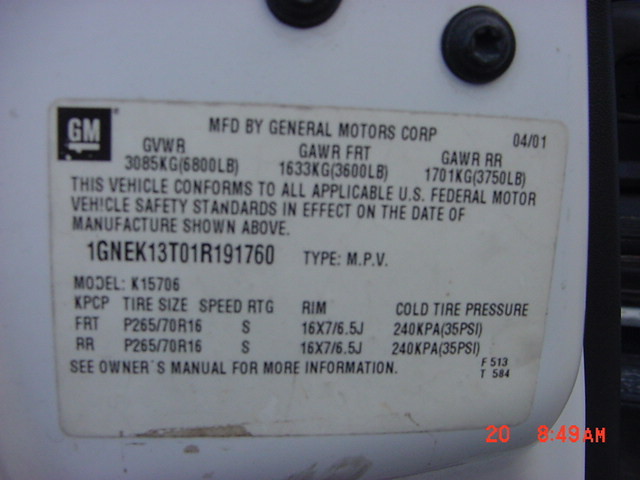 GM ®
MFD BY GENERAL MOTORS CORP 04/01
GVWR GAWR FRT GAWR RR
3085KG(6800LB) 1633KG(3600LB) 1701KG(3750LB)
THIS VEHICLE CONFORMS TO ALL APPLICABLE U.S. FEDERAL MOTOR
VEHICLE SAFETY STANDARDS IN EFFECT ON THE DATE OF
MANUFACTURE SHOWN ABOVE.
1GNEK13T01R191760 TYPE: M.P.V.
MODEL: K15706
KPCP TIRE SIZE SPEED RTG RIM COLD TIRE PRESSURE
FRT P265/70R16 S 16X7/6.5J 240KPA(35PSI)
RR P265/70R16 S 16X7/6.5J 240KPA(35PSI)
SEE OWNER'S MANUAL FOR MORE INFORMATION.
F 513
T 584
20 8:49AM